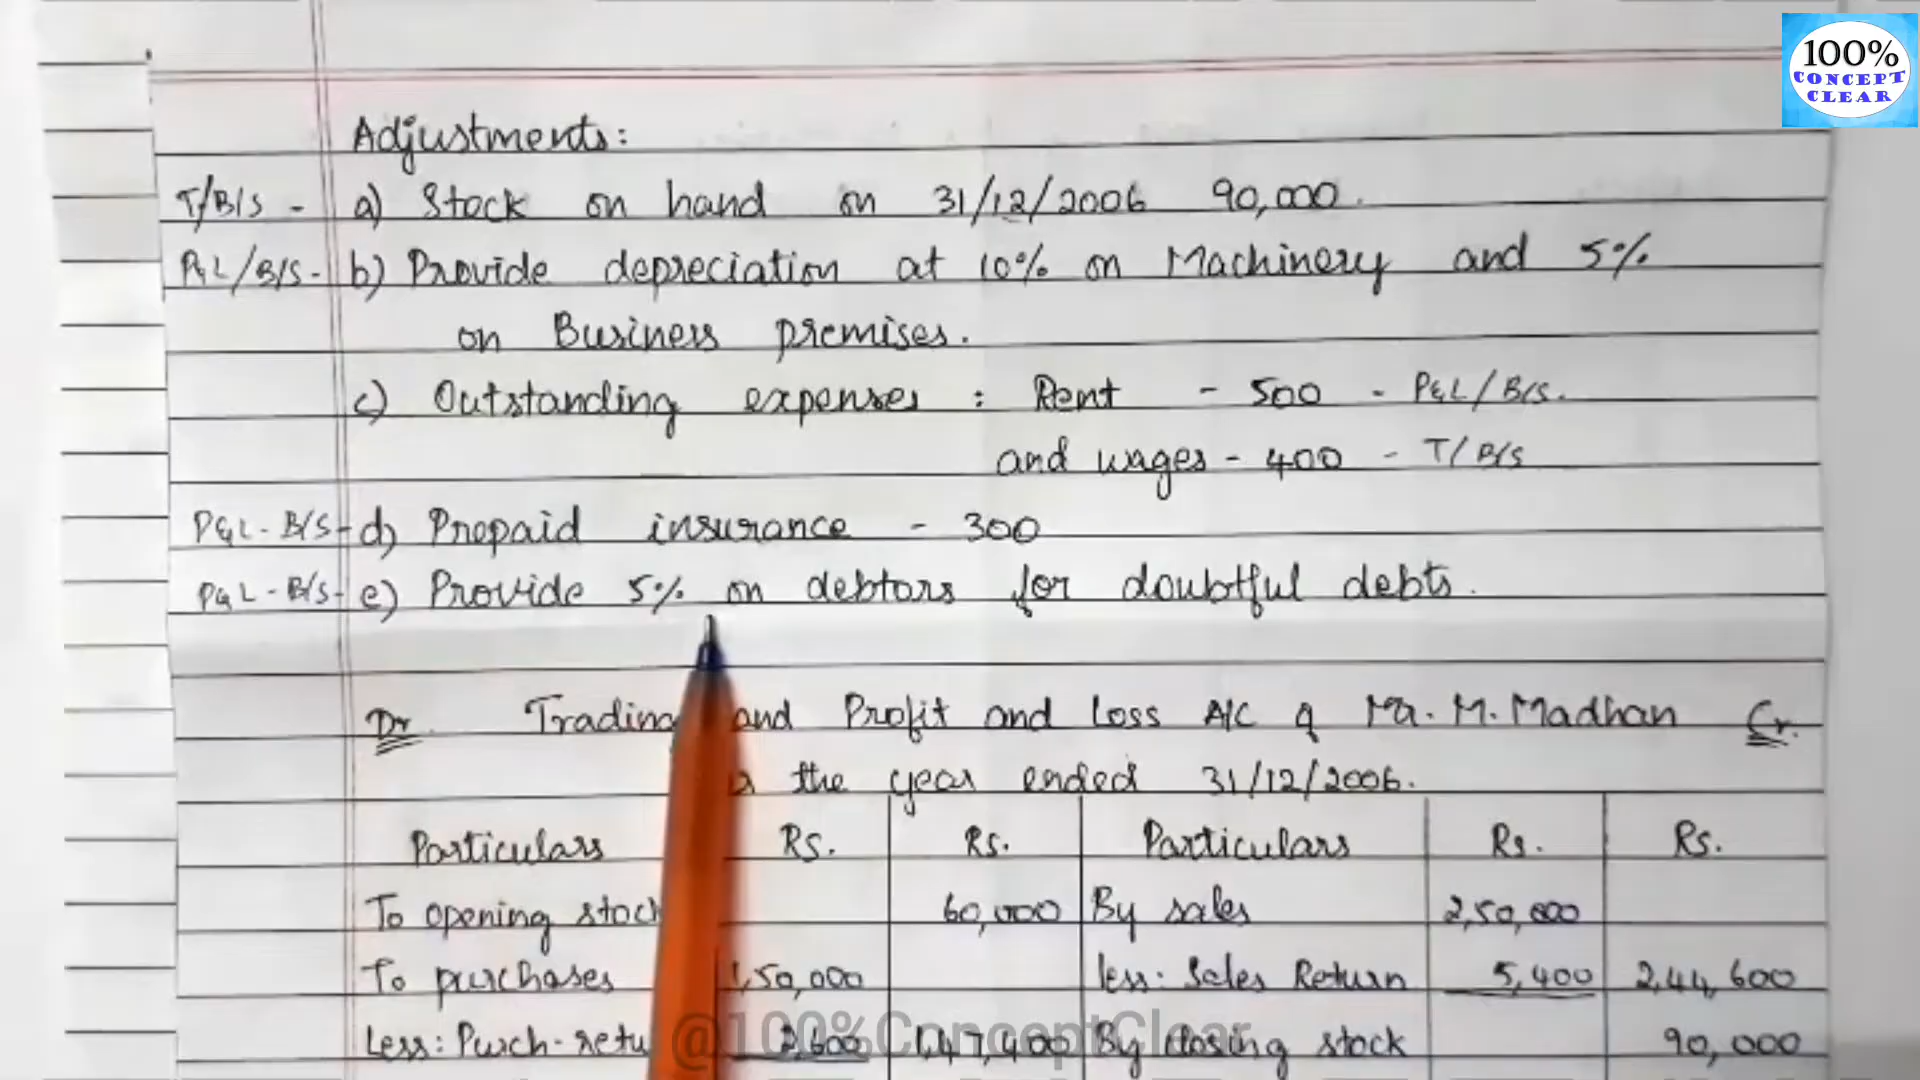 100%
CONCEPT
CLEAR
Adjustments:
T/B/S - a) Stock on hand on 31/12/2006 90,000.
P&L/B/S - b) Provide depreciation at 10% on Machinery and 5%
on Business premises.
c) Outstanding expenses : Rent - 500 - P&L/B/S.
and wages - 400 - T/B/S
P&L - B/S - d) Prepaid insurance - 300
P&L - B/S - e) Provide 5% on debtors for doubtful debts.
Dr. Trading and Profit and Loss A/C of Mr. M. Madhan Cr.
the year ended 31/12/2006.
Particulars Rs. Rs. Particulars Rs. Rs.
To opening stock 60,000 By sales 2,50,000
To purchases 1,50,000 less: Sales Return 5,400 2,44,600
Less: Purch-retu 2,600 1,47,400 By closing stock 90,000
@100%ConceptClear